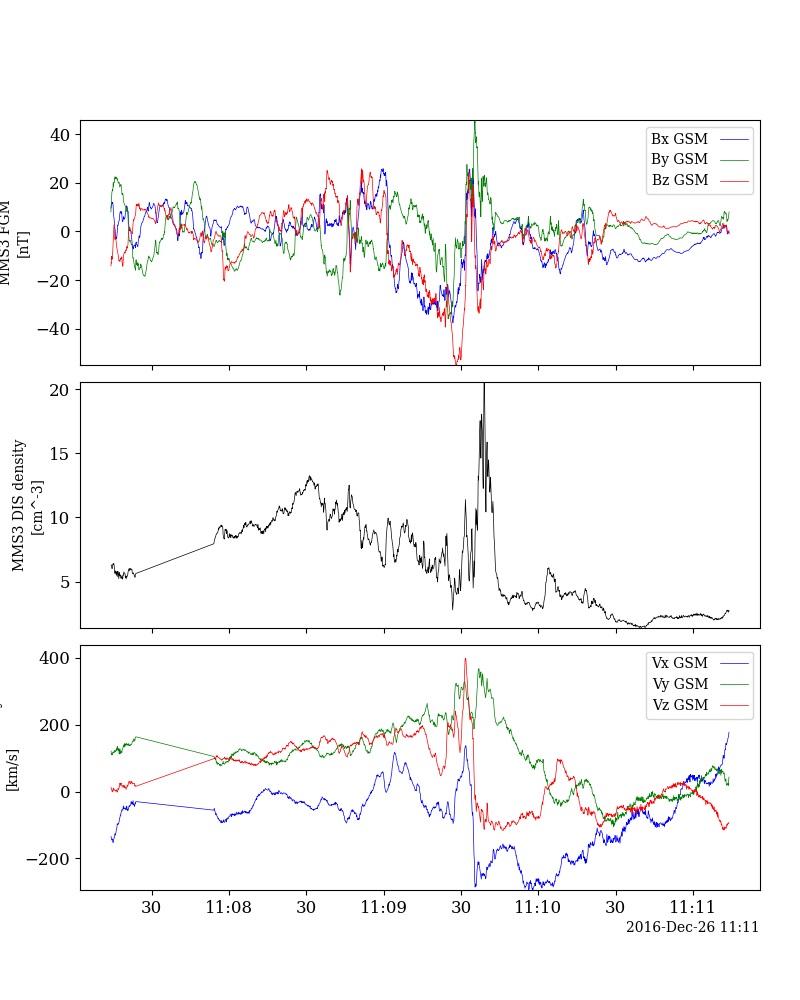 40
20
0
−20
−40
MMS3 FGM
[nT]
Bx GSM
By GSM
Bz GSM
20
15
10
5
MMS3 DIS density
[cm^-3]
400
200
0
−200
[km/s]
Vx GSM
Vy GSM
Vz GSM
30 11:08 30 11:09 30 11:10 30 11:11
2016-Dec-26 11:11